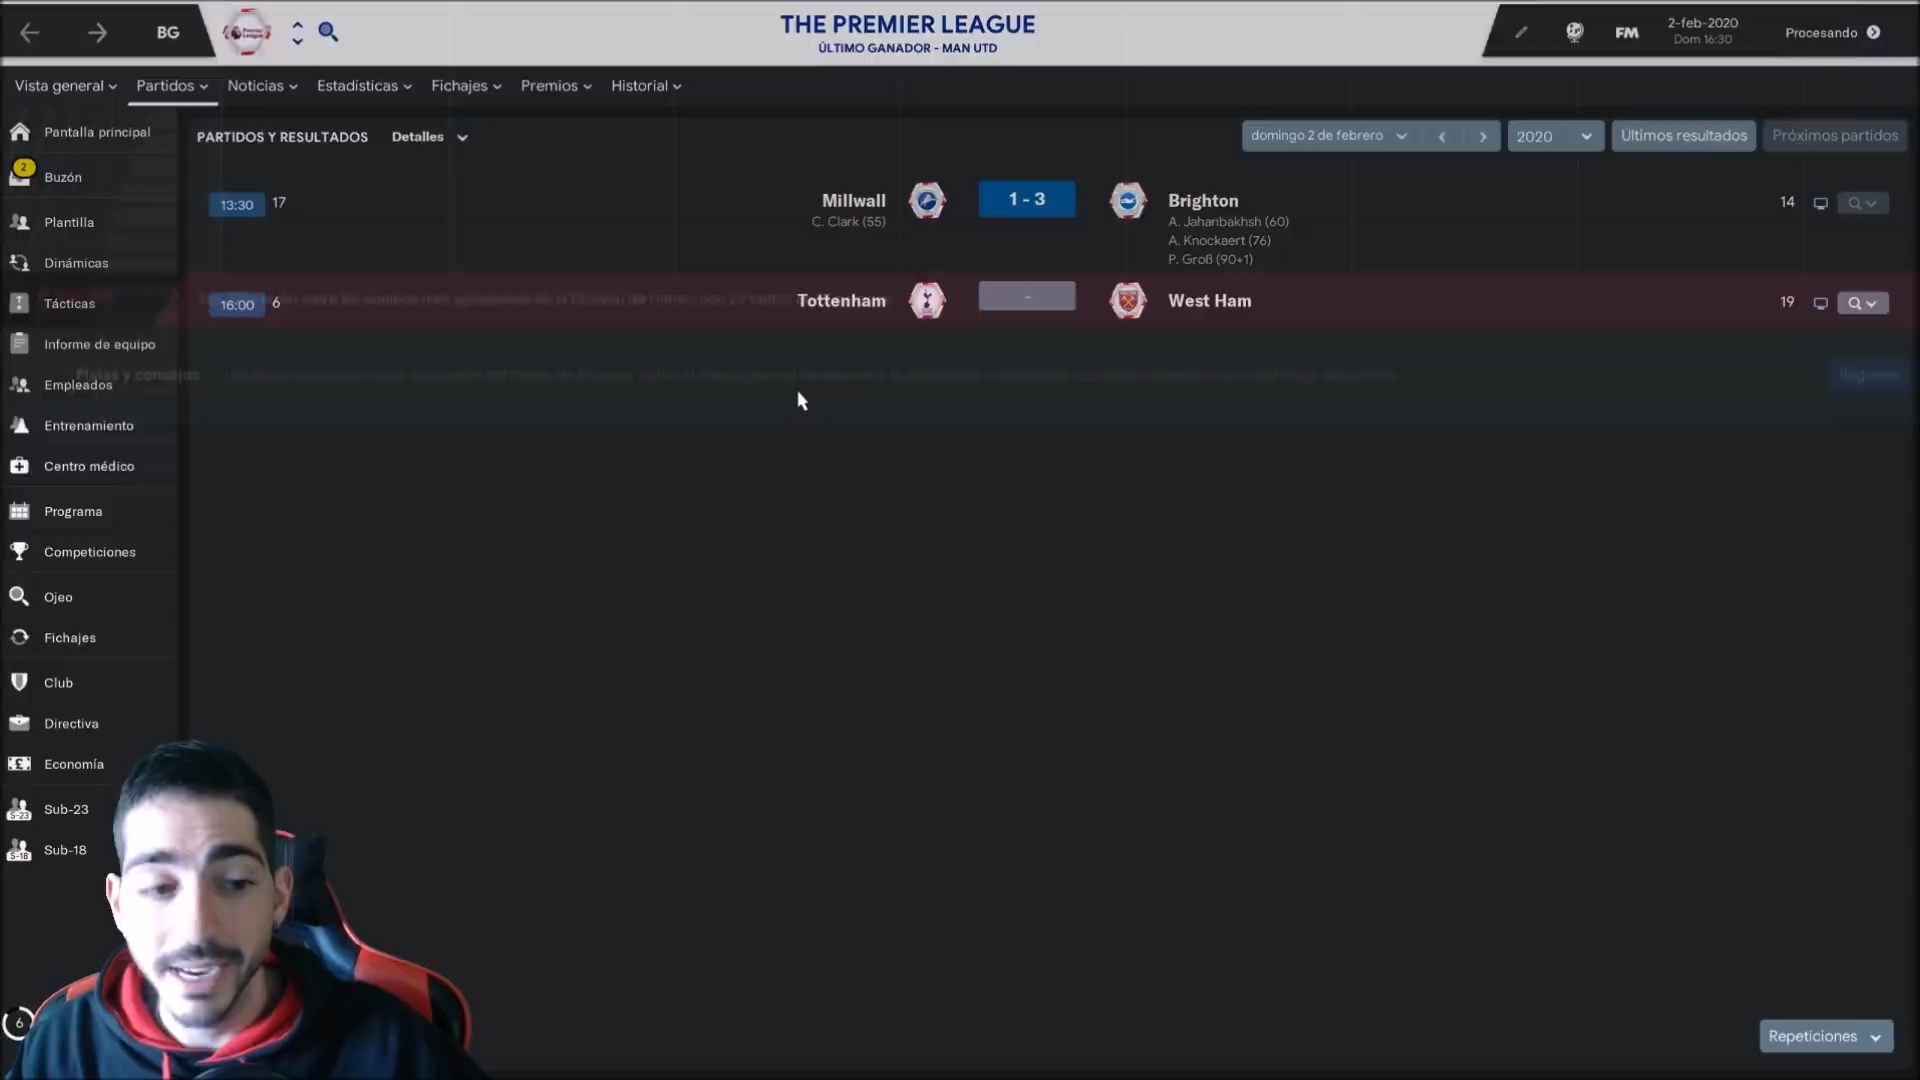 BG
THE PREMIER LEAGUE
ÚLTIMO GANADOR - MAN UTD
FM
2-feb-2020
Dom 16:30
Procesando
Vista general
Partidos
Noticias
Estadísticas
Fichajes
Premios
Historial
Pantalla principal
2
Buzón
Plantilla
Dinámicas
Tácticas
Informe de equipo
Empleados
Entrenamiento
Centro médico
Programa
Competiciones
Ojeo
Fichajes
Club
Directiva
Economía
S-23 Sub-23
S-18 Sub-18
6
PARTIDOS Y RESULTADOS
Detalles
domingo 2 de febrero
2020
Últimos resultados
Próximos partidos
13:30 17 Millwall 1 - 3 Brighton 14
C. Clark (55) A. Jahanbakhsh (60)
A. Knockaert (76)
P. Groß (90+1)
16:00 6 Tottenham - West Ham 19
Repeticiones